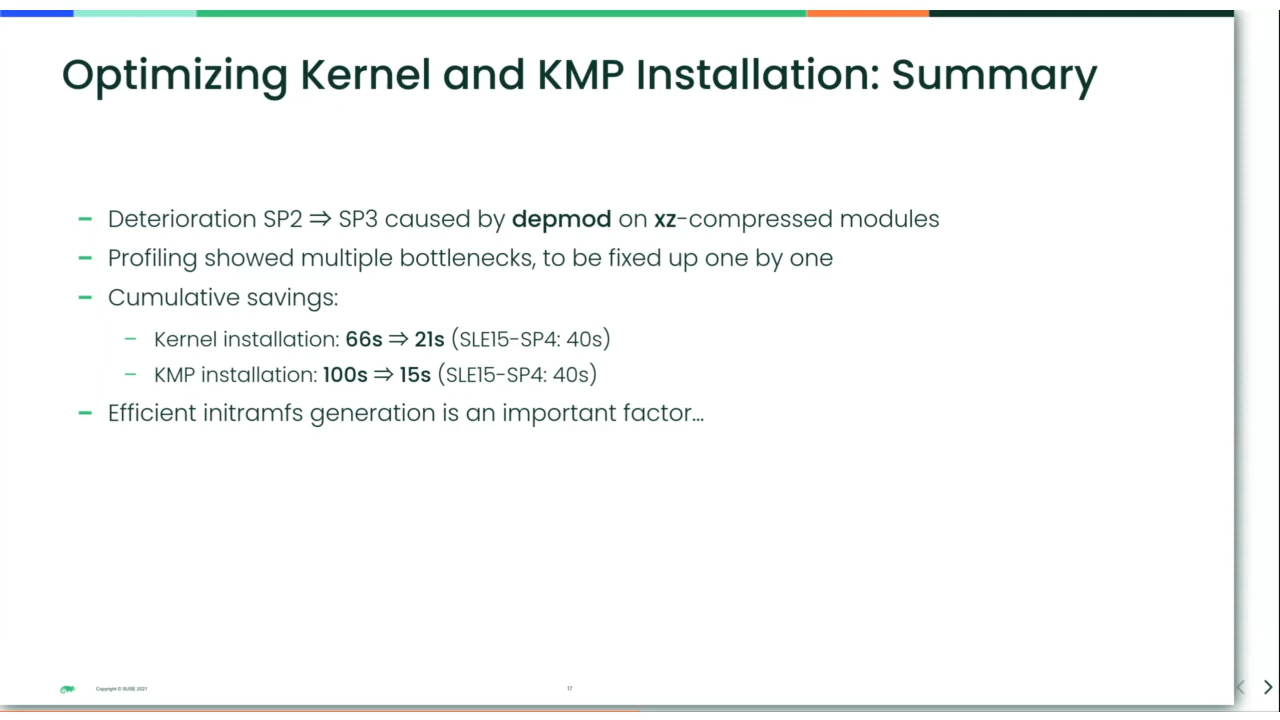 Optimizing Kernel and KMP Installation: Summary
– Deterioration SP2 ⇒ SP3 caused by depmod on xz-compressed modules
– Profiling showed multiple bottlenecks, to be fixed up one by one
– Cumulative savings:
– Kernel installation: 66s ⇒ 21s (SLE15-SP4: 40s)
– KMP installation: 100s ⇒ 15s (SLE15-SP4: 40s)
– Efficient initramfs generation is an important factor...
Copyright © SUSE 2021
17